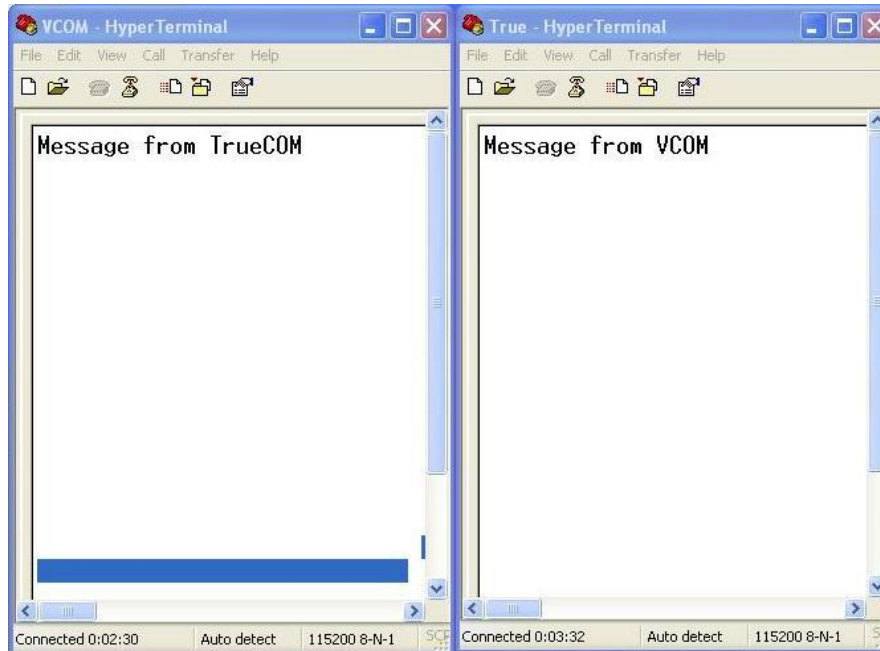 VCOM - HyperTerminal
File Edit View Call Transfer Help
Message from TrueCOM
Connected 0:02:30 Auto detect 115200 8-N-1
True - HyperTerminal
File Edit View Call Transfer Help
Message from VCOM
Connected 0:03:32 Auto detect 115200 8-N-1